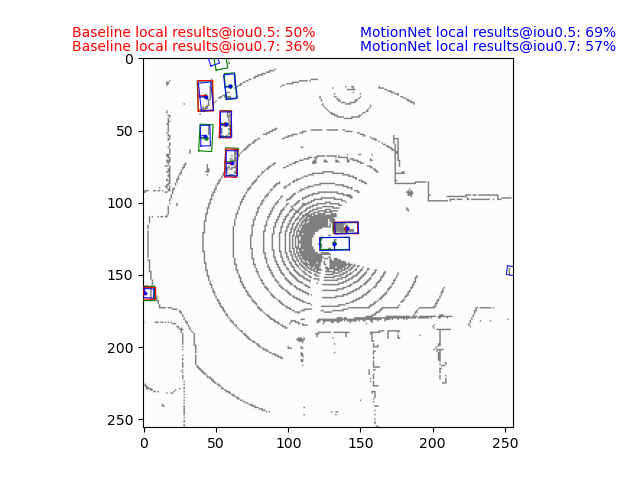 Baseline local results@iou0.5: 50% MotionNet local results@iou0.5: 69%
Baseline local results@iou0.7: 36% MotionNet local results@iou0.7: 57%
0
50
100
150
200
250
0 50 100 150 200 250